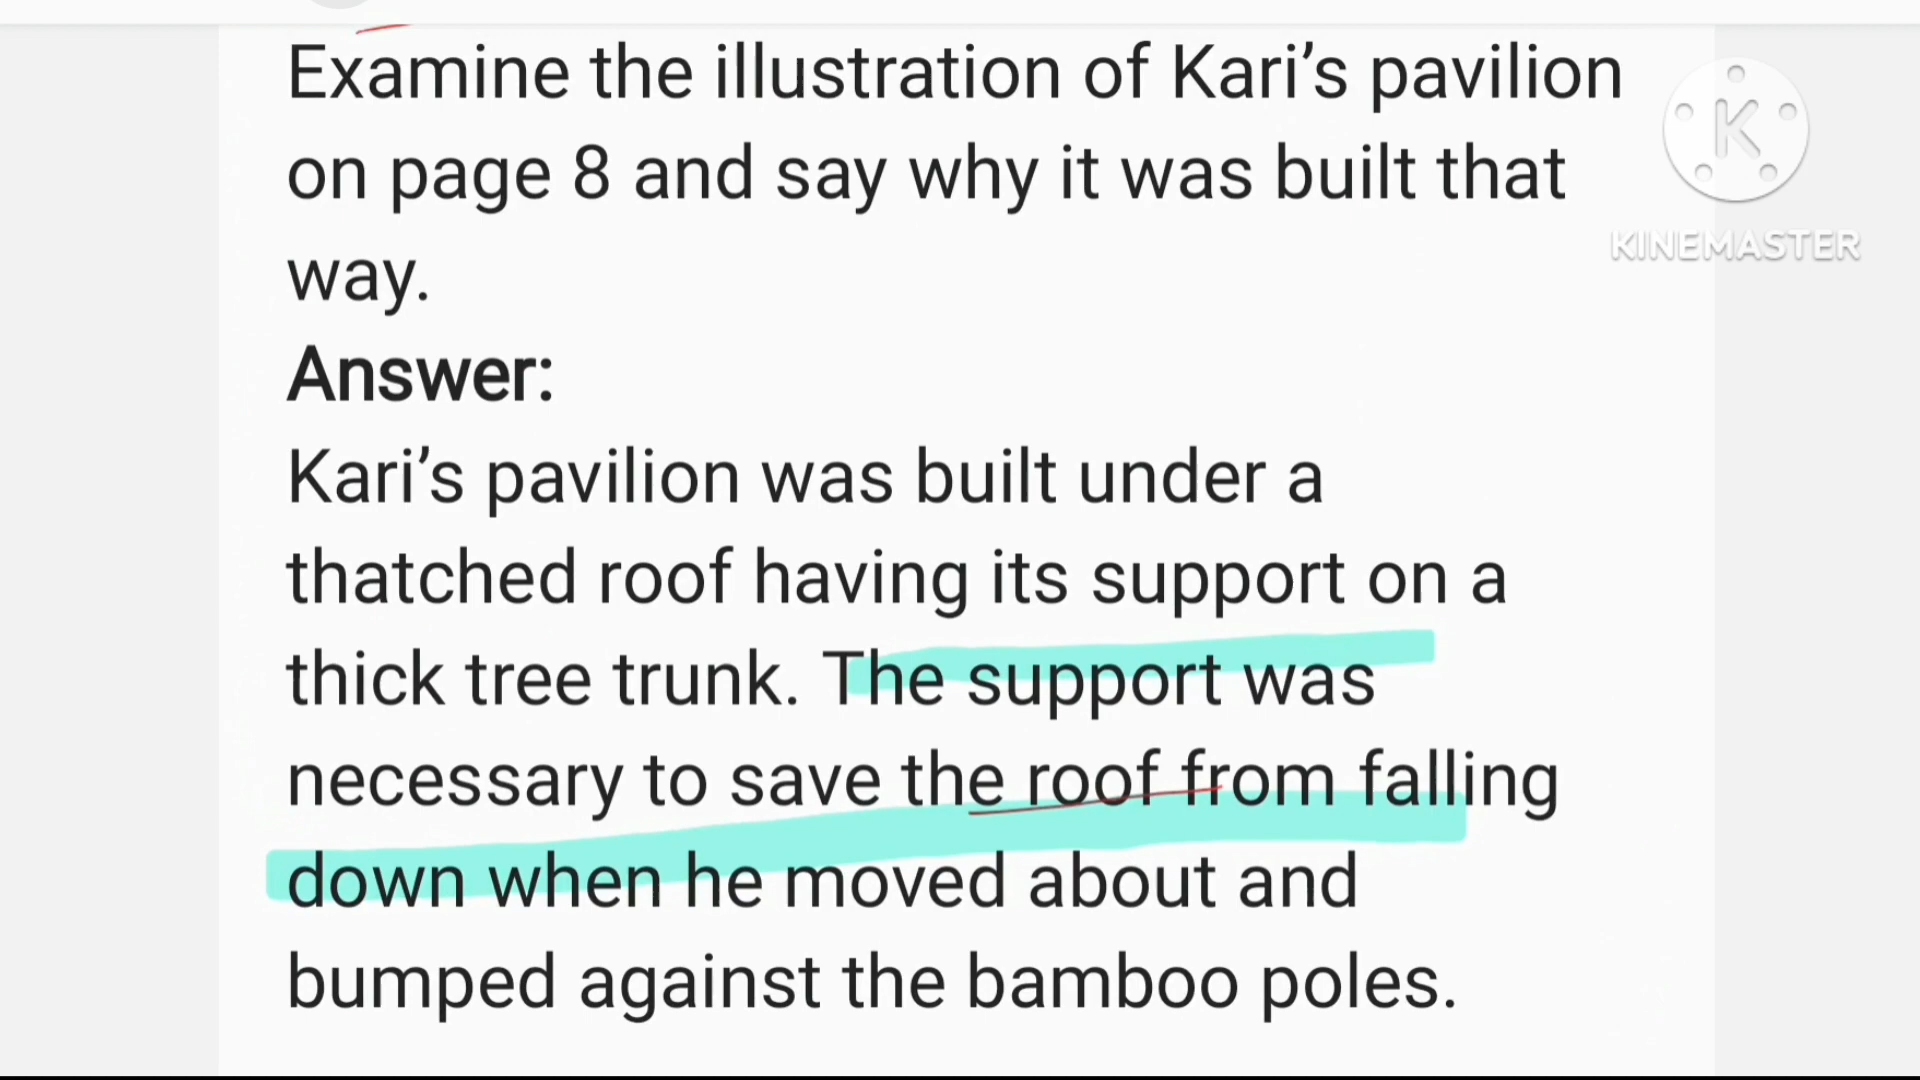 Examine the illustration of Kari’s pavilion
on page 8 and say why it was built that
way.
Answer:
Kari’s pavilion was built under a
thatched roof having its support on a
thick tree trunk. The support was
necessary to save the roof from falling
down when he moved about and
bumped against the bamboo poles.
K
KINEMASTER